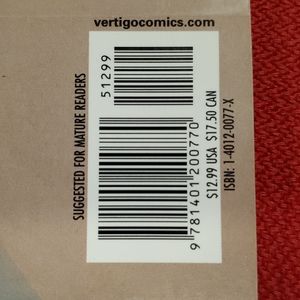 vertigocomics.com
SUGGESTED FOR MATURE READERS
51299
9 781401 200770
$12.99 USA $17.50 CAN
ISBN: 1-4012-0077-X